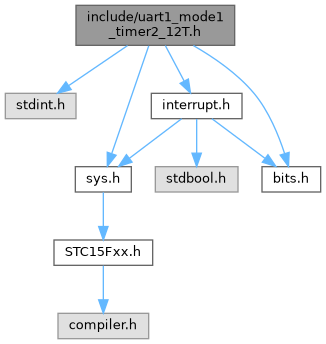 include/uart1_mode1
_timer2_12T.h
stdint.h
interrupt.h
sys.h
stdbool.h
bits.h
STC15Fxx.h
compiler.h